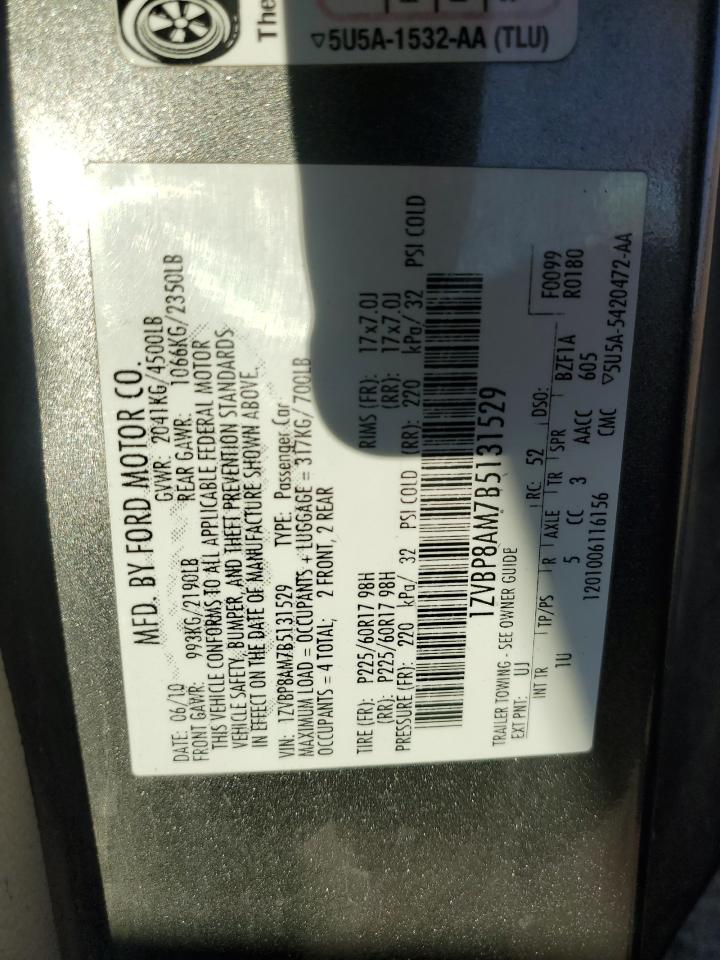 The
▽5U5A-1532-AA (TLU)
MFD. BY FORD MOTOR CO.
DATE: 06/10 GVWR: 2041KG/4500LB
FRONT GAWR: 993KG/2190LB REAR GAWR: 1066KG/2350LB
THIS VEHICLE CONFORMS TO ALL APPLICABLE FEDERAL MOTOR
VEHICLE SAFETY, BUMPER, AND THEFT PREVENTION STANDARDS
IN EFFECT ON THE DATE OF MANUFACTURE SHOWN ABOVE.
VIN: 1ZVBP8AM7B5131529 TYPE: Passenger Car
MAXIMUM LOAD = OCCUPANTS + LUGGAGE = 317KG/700LB
OCCUPANTS = 4 TOTAL; 2 FRONT, 2 REAR
TIRE (FR): P225/60R17 98H RIMS (FR): 17x7.0J
(RR): P225/60R17 98H (RR): 17x7.0J
PRESSURE (FR): 220 kPa/ 32 PSI COLD (RR): 220 kPa/ 32 PSI COLD
1ZVBP8AM7B5131529
TRAILER TOWING - SEE OWNER GUIDE
EXT PNT: UJ RC: 52 DSO: F0099
R0180
INT TR TP/PS R AXLE TR SPR BZF1A
1U 5 CC 3 AACC 605
1201006116156 CMC ▽5U5A-5420472-AA